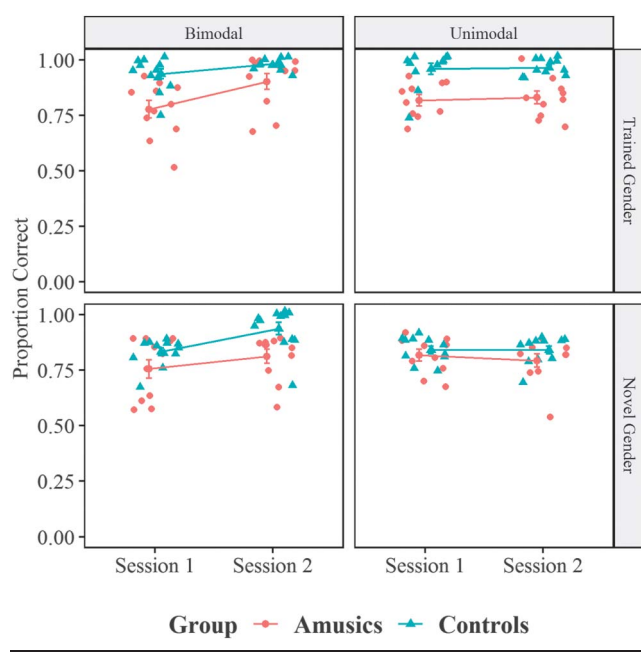 Bimodal
Unimodal
Proportion Correct
1.00
0.75
0.50
0.25
0.00
Trained Gender
1.00
0.75
0.50
0.25
0.00
Novel Gender
Session 1
Session 2
Session 1
Session 2
Group
Amusics
Controls